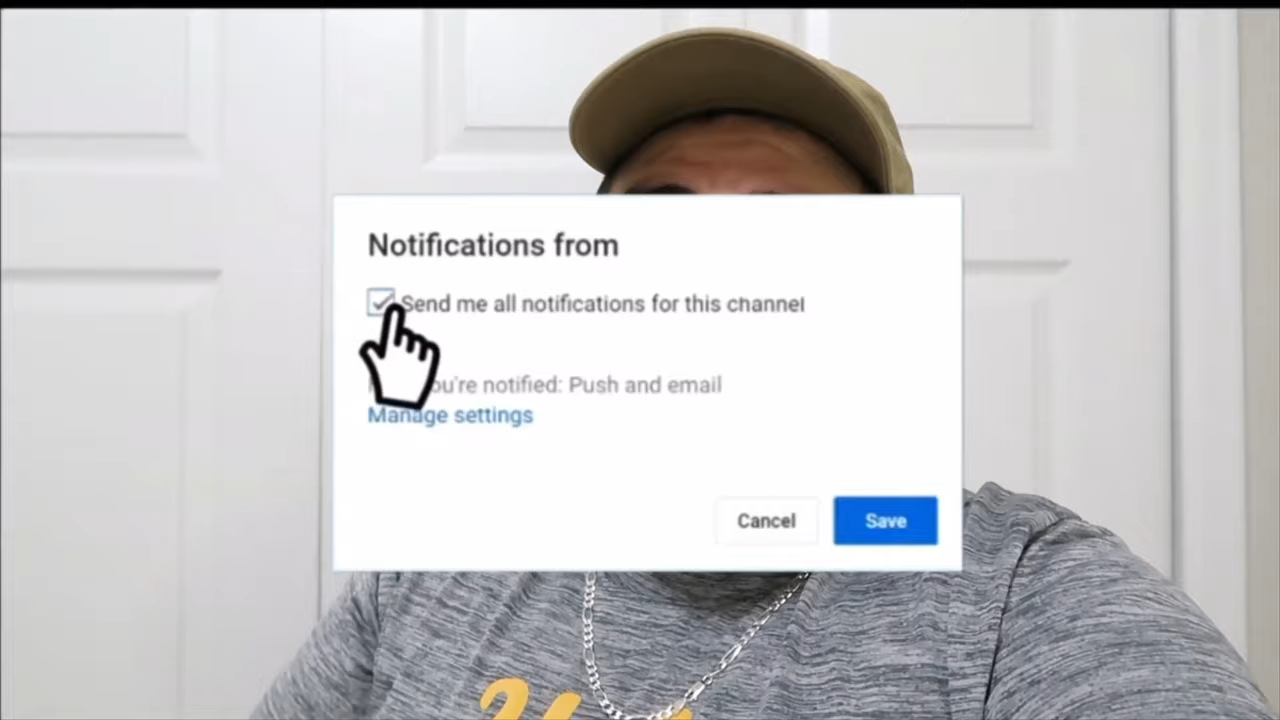 Notifications from
Send me all notifications for this channel
ou're notified: Push and email
Manage settings
Cancel
Save